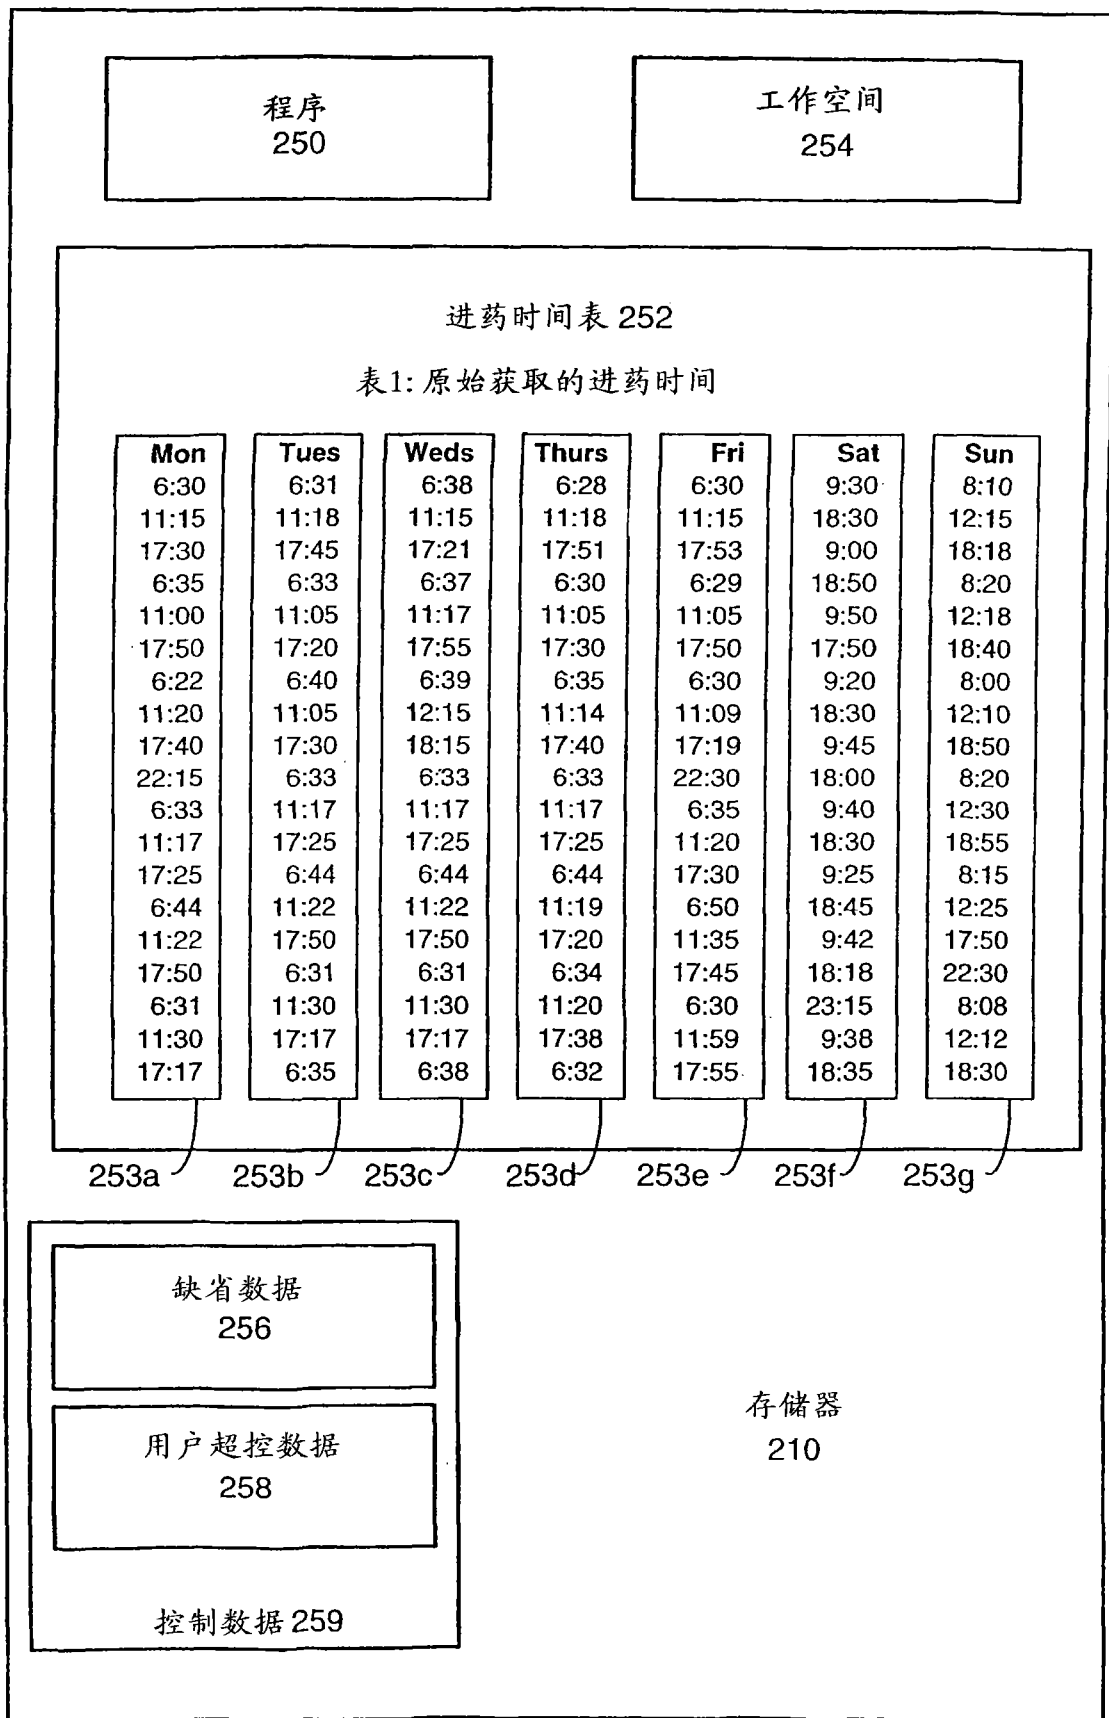 程序
250
工作空间
254
进药时间表 252
表1: 原始获取的进药时间
Mon Tues Weds Thurs Fri Sat Sun
6:30 6:31 6:38 6:28 6:30 9:30 8:10
11:15 11:18 11:15 11:18 11:15 18:30 12:15
17:30 17:45 17:21 17:51 17:53 9:00 18:18
6:35 6:33 6:37 6:30 6:29 18:50 8:20
11:00 11:05 11:17 11:05 11:05 9:50 12:18
17:50 17:20 17:55 17:30 17:50 17:50 18:40
6:22 6:40 6:39 6:35 6:30 9:20 8:00
11:20 11:05 12:15 11:14 11:09 18:30 12:10
17:40 17:30 18:15 17:40 17:19 9:45 18:50
22:15 6:33 6:33 6:33 22:30 18:00 8:20
6:33 11:17 11:17 11:17 6:35 9:40 12:30
11:17 17:25 17:25 17:25 11:20 18:30 18:55
17:25 6:44 6:44 6:44 17:30 9:25 8:15
6:44 11:22 11:22 11:19 6:50 18:45 12:25
11:22 17:50 17:50 17:20 11:35 9:42 17:50
17:50 6:31 6:31 6:34 17:45 18:18 22:30
6:31 11:30 11:30 11:20 6:30 23:15 8:08
11:30 17:17 17:17 17:38 11:59 9:38 12:12
17:17 6:35 6:38 6:32 17:55 18:35 18:30
253a 253b 253c 253d 253e 253f 253g
缺省数据
256
用户超控数据
258
控制数据 259
存储器
210